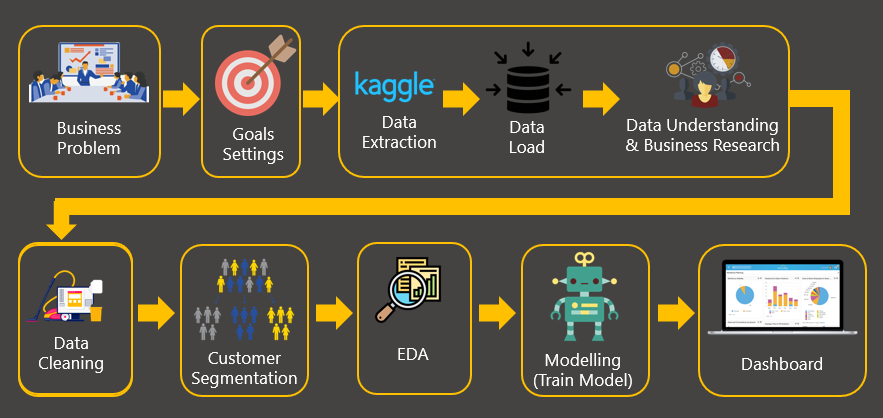 Business
Problem
Goals
Settings
kaggle
Data
Extraction
Data
Load
Data Understanding
& Business Research
Data
Cleaning
Customer
Segmentation
EDA
Modelling
(Train Model)
Dashboard